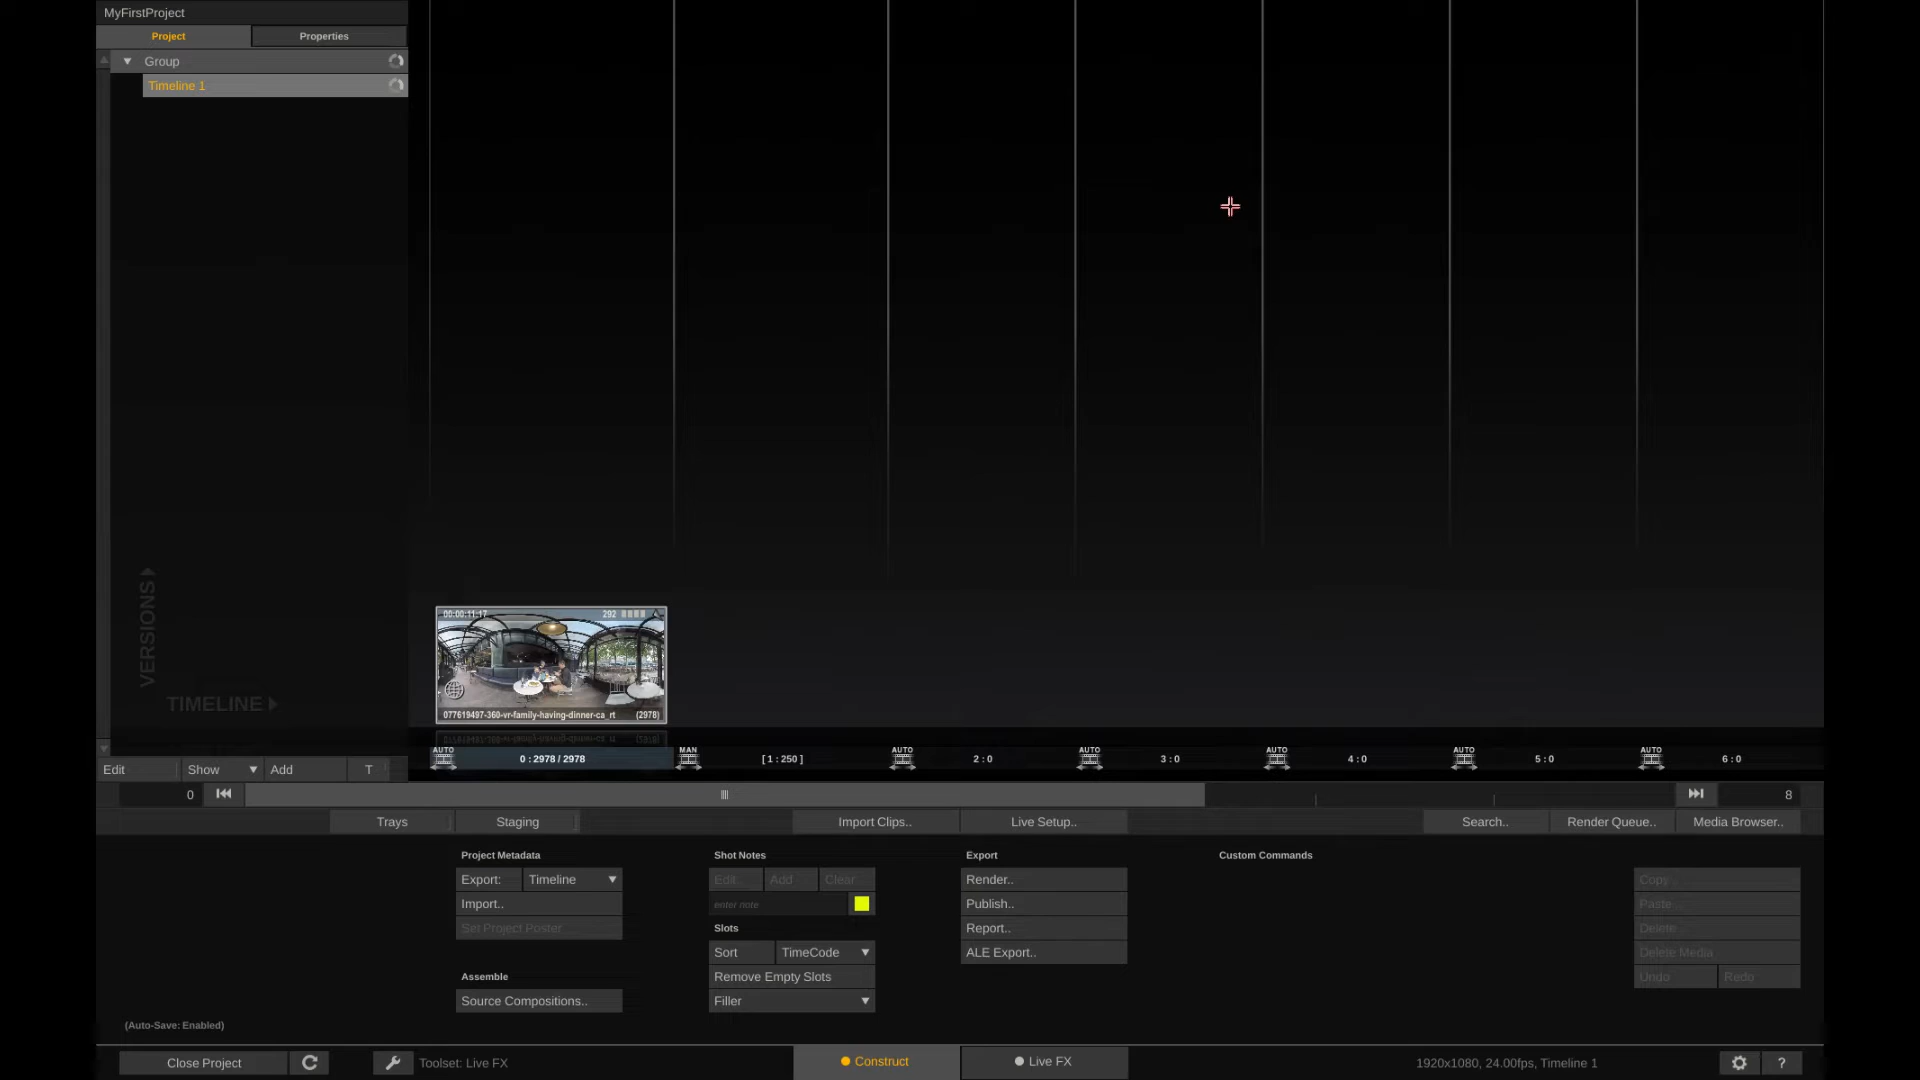 MyFirstProject
Project
Properties
Group
Timeline 1
VERSIONS
TIMELINE
00:00:11:17 292
077619497-360-vr-family-having-dinner-ca_rt (2978)
AUTO 0 : 2978 / 2978 MAN [ 1 : 250 ] AUTO 2 : 0 AUTO 3 : 0 AUTO 4 : 0 AUTO 5 : 0 AUTO 6 : 0
Edit Show Add T
0 8
Trays Staging Import Clips.. Live Setup.. Search.. Render Queue.. Media Browser..
Project Metadata Shot Notes Export Custom Commands
Export: Timeline Edit Add Clear Render.. Copy
Import.. enter note Publish.. Paste
Set Project Poster Slots Report.. Delete
Sort TimeCode ALE Export.. Delete Media
Assemble Remove Empty Slots Undo Redo
Source Compositions.. Filler
(Auto-Save: Enabled)
Close Project Toolset: Live FX Construct Live FX 1920x1080, 24.00fps, Timeline 1 ?